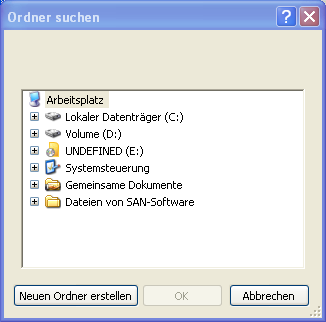 Ordner suchen
Arbeitsplatz
Lokaler Datenträger (C:)
Volume (D:)
UNDEFINED (E:)
Systemsteuerung
Gemeinsame Dokumente
Dateien von SAN-Software
Neuen Ordner erstellen
OK
Abbrechen